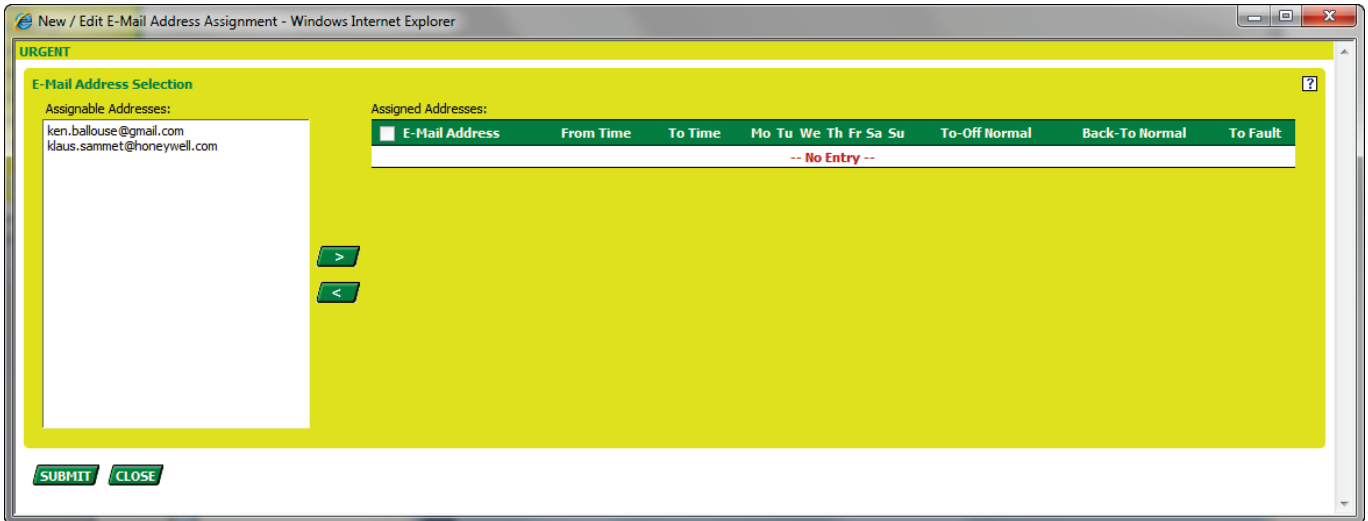 New / Edit E-Mail Address Assignment - Windows Internet Explorer
URGENT
E-Mail Address Selection
?
Assignable Addresses:
Assigned Addresses:
ken.ballouse@gmail.com
klaus.sammet@honeywell.com
E-Mail Address From Time To Time Mo Tu We Th Fr Sa Su To-Off Normal Back-To Normal To Fault
-- No Entry --
>
<
SUBMIT CLOSE